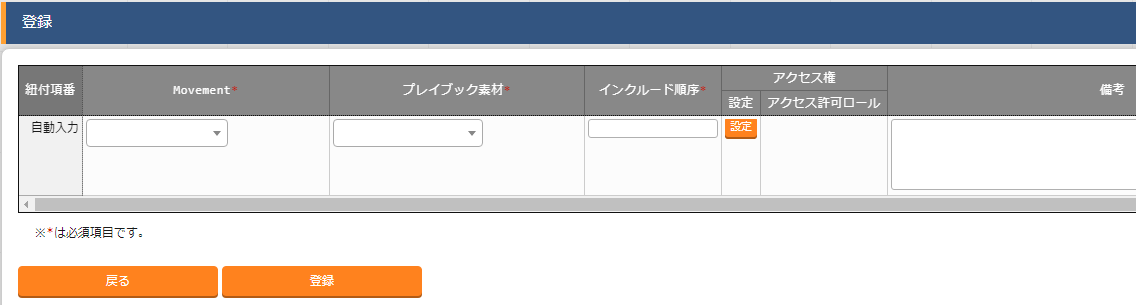 登録
紐付項番 Movement* プレイブック素材* インクルード順序* アクセス権 備考
設定 アクセス許可ロール
自動入力 設定
※*は必須項目です。
戻る 登録